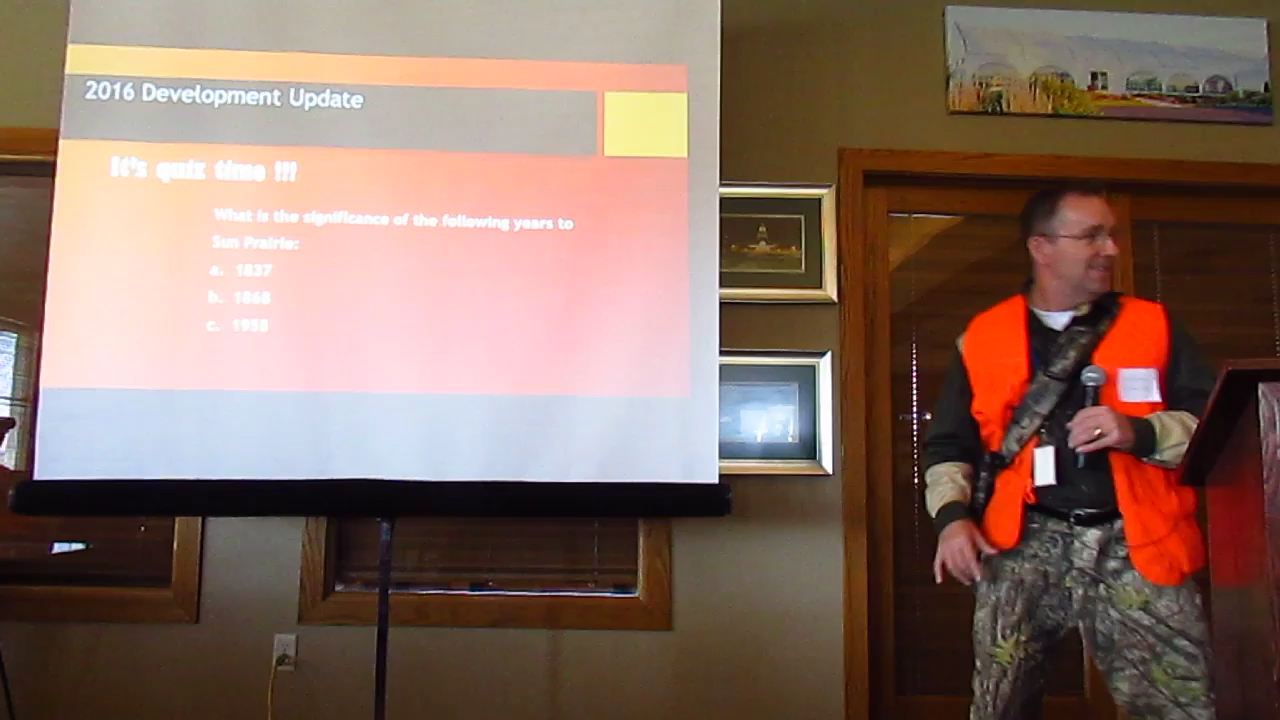 2016 Development Update
It's quiz time !!!
What is the significance of the following years to
Sun Prairie:
a. 1837
b. 1868
c. 1958